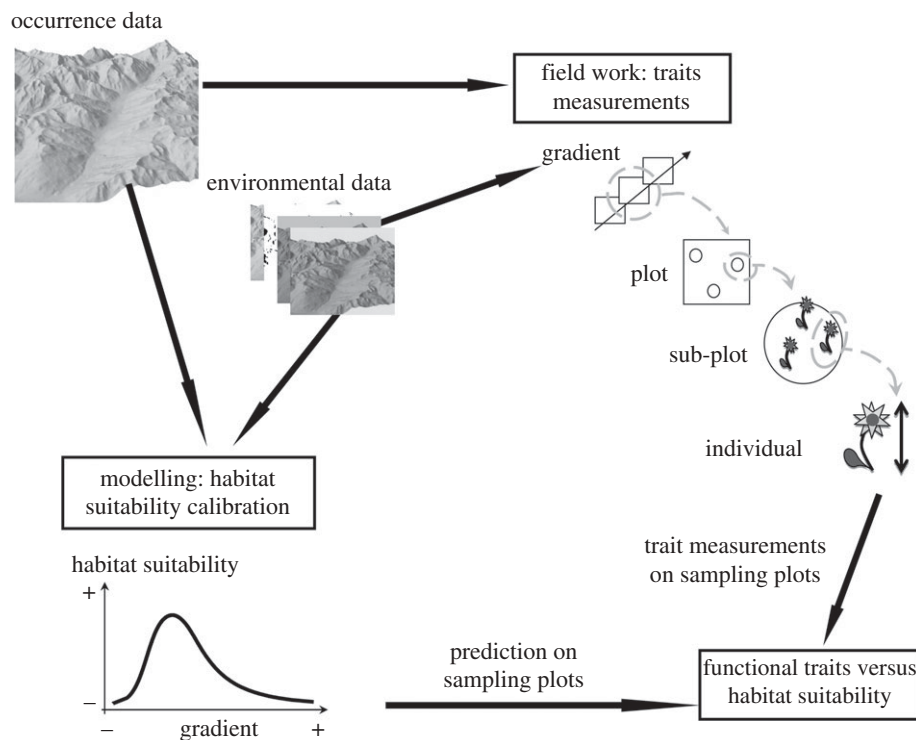 occurrence data
field work: traits
measurements
gradient
environmental data
plot
sub-plot
individual
modelling: habitat
suitability calibration
trait measurements
on sampling plots
habitat suitability
+
−
− gradient +
prediction on
sampling plots
functional traits versus
habitat suitability